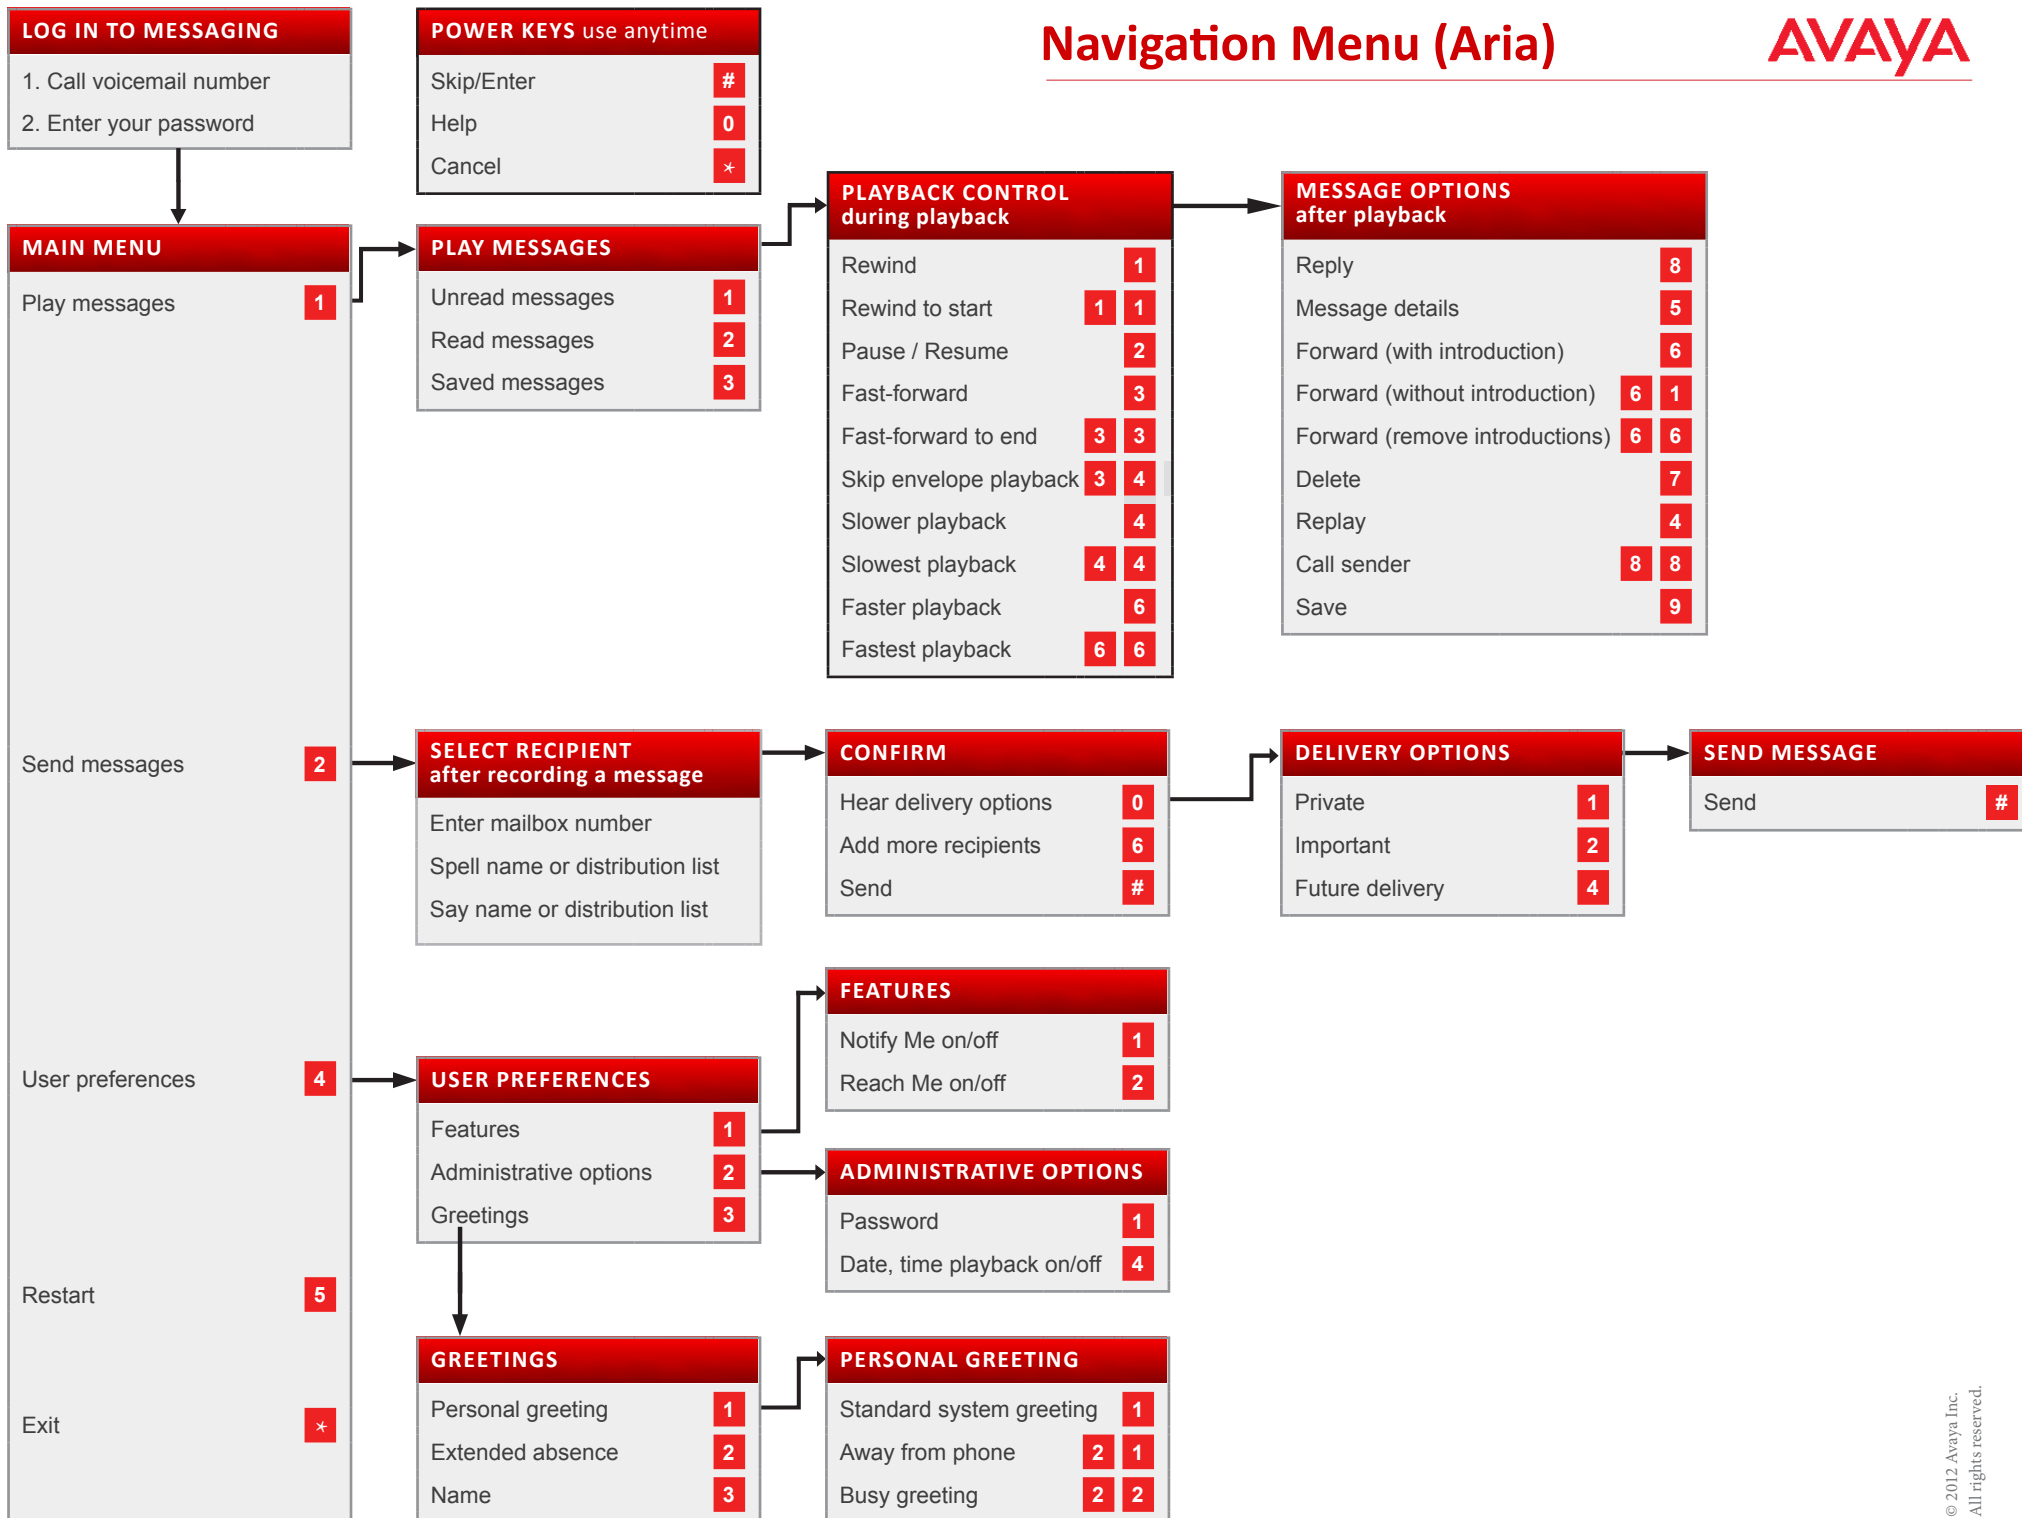 LOG IN TO MESSAGING
1. Call voicemail number
2. Enter your password
POWER KEYS use anytime
Skip/Enter #
Help 0
Cancel *
Navigation Menu (Aria)
AVAYA
MAIN MENU
Play messages 1
Send messages 2
User preferences 4
Restart 5
Exit *
PLAY MESSAGES
Unread messages 1
Read messages 2
Saved messages 3
PLAYBACK CONTROL
during playback
Rewind 1
Rewind to start 1 1
Pause / Resume 2
Fast-forward 3
Fast-forward to end 3 3
Skip envelope playback 3 4
Slower playback 4
Slowest playback 4 4
Faster playback 6
Fastest playback 6 6
MESSAGE OPTIONS
after playback
Reply 8
Message details 5
Forward (with introduction) 6
Forward (without introduction) 6 1
Forward (remove introductions) 6 6
Delete 7
Replay 4
Call sender 8 8
Save 9
SELECT RECIPIENT
after recording a message
Enter mailbox number
Spell name or distribution list
Say name or distribution list
CONFIRM
Hear delivery options 0
Add more recipients 6
Send #
DELIVERY OPTIONS
Private 1
Important 2
Future delivery 4
SEND MESSAGE
Send #
USER PREFERENCES
Features 1
Administrative options 2
Greetings 3
FEATURES
Notify Me on/off 1
Reach Me on/off 2
ADMINISTRATIVE OPTIONS
Password 1
Date, time playback on/off 4
GREETINGS
Personal greeting 1
Extended absence 2
Name 3
PERSONAL GREETING
Standard system greeting 1
Away from phone 2 1
Busy greeting 2 2
© 2012 Avaya Inc.
All rights reserved.